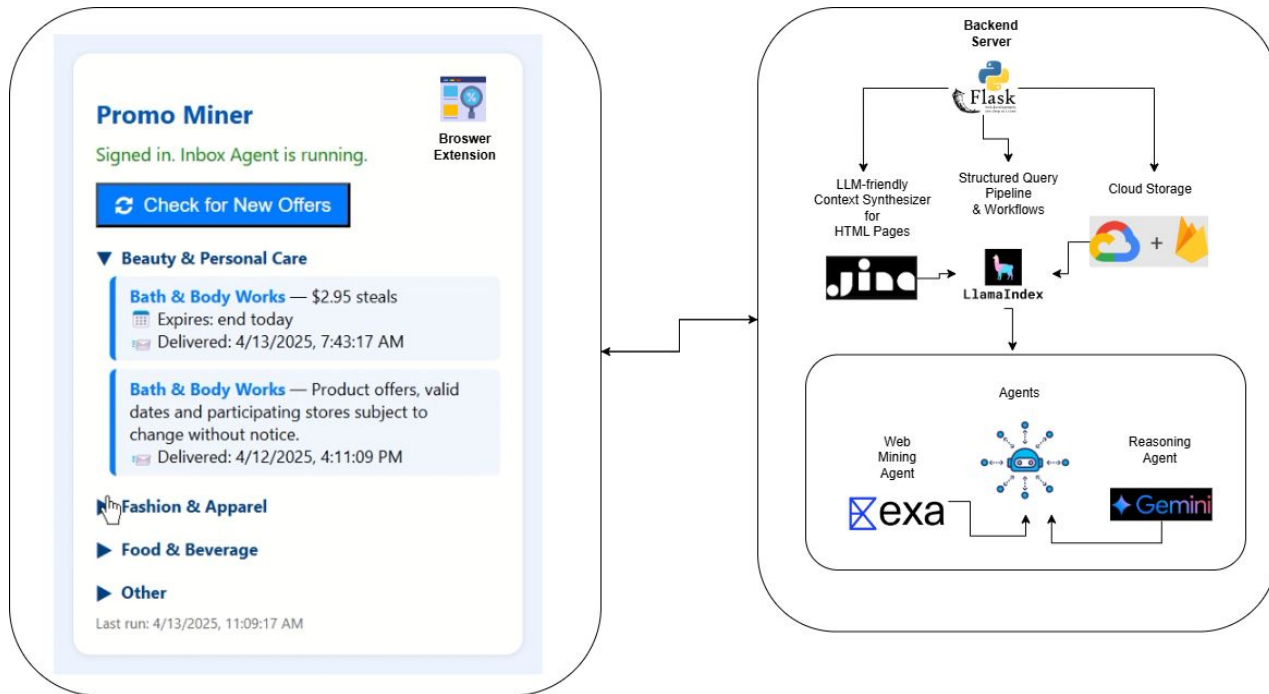 Promo Miner
Broswer
Extension
Signed in. Inbox Agent is running.
Check for New Offers
Beauty & Personal Care
Bath & Body Works — $2.95 steals
Expires: end today
Delivered: 4/13/2025, 7:43:17 AM
Bath & Body Works — Product offers, valid
dates and participating stores subject to
change without notice.
Delivered: 4/12/2025, 4:11:09 PM
Fashion & Apparel
Food & Beverage
Other
Last run: 4/13/2025, 11:09:17 AM
Backend
Server
Flask
LLM-friendly
Context Synthesizer
for
HTML Pages
Jina
Structured Query
Pipeline
& Workflows
LlamaIndex
Cloud Storage
+
Agents
Web
Mining
Agent
exa
Reasoning
Agent
Gemini